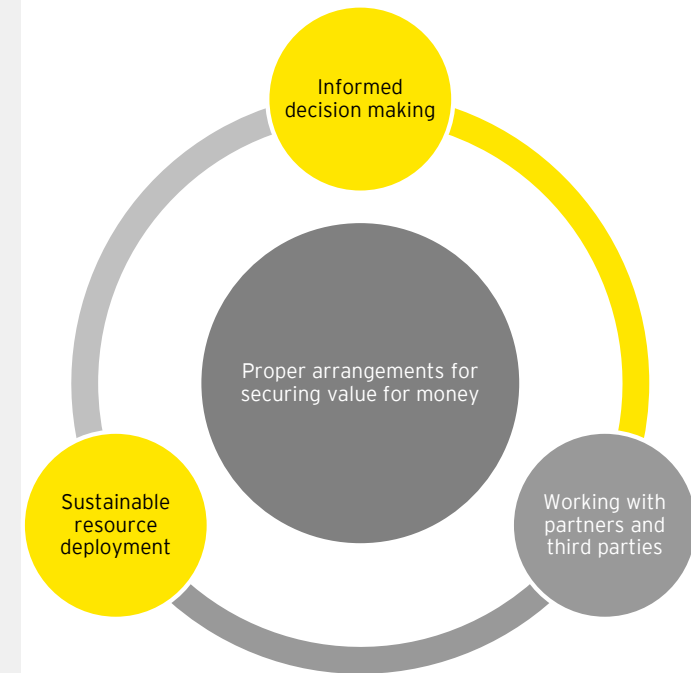 Informed
decision making
Proper arrangements for
securing value for money
Sustainable
resource
deployment
Working with
partners and
third parties